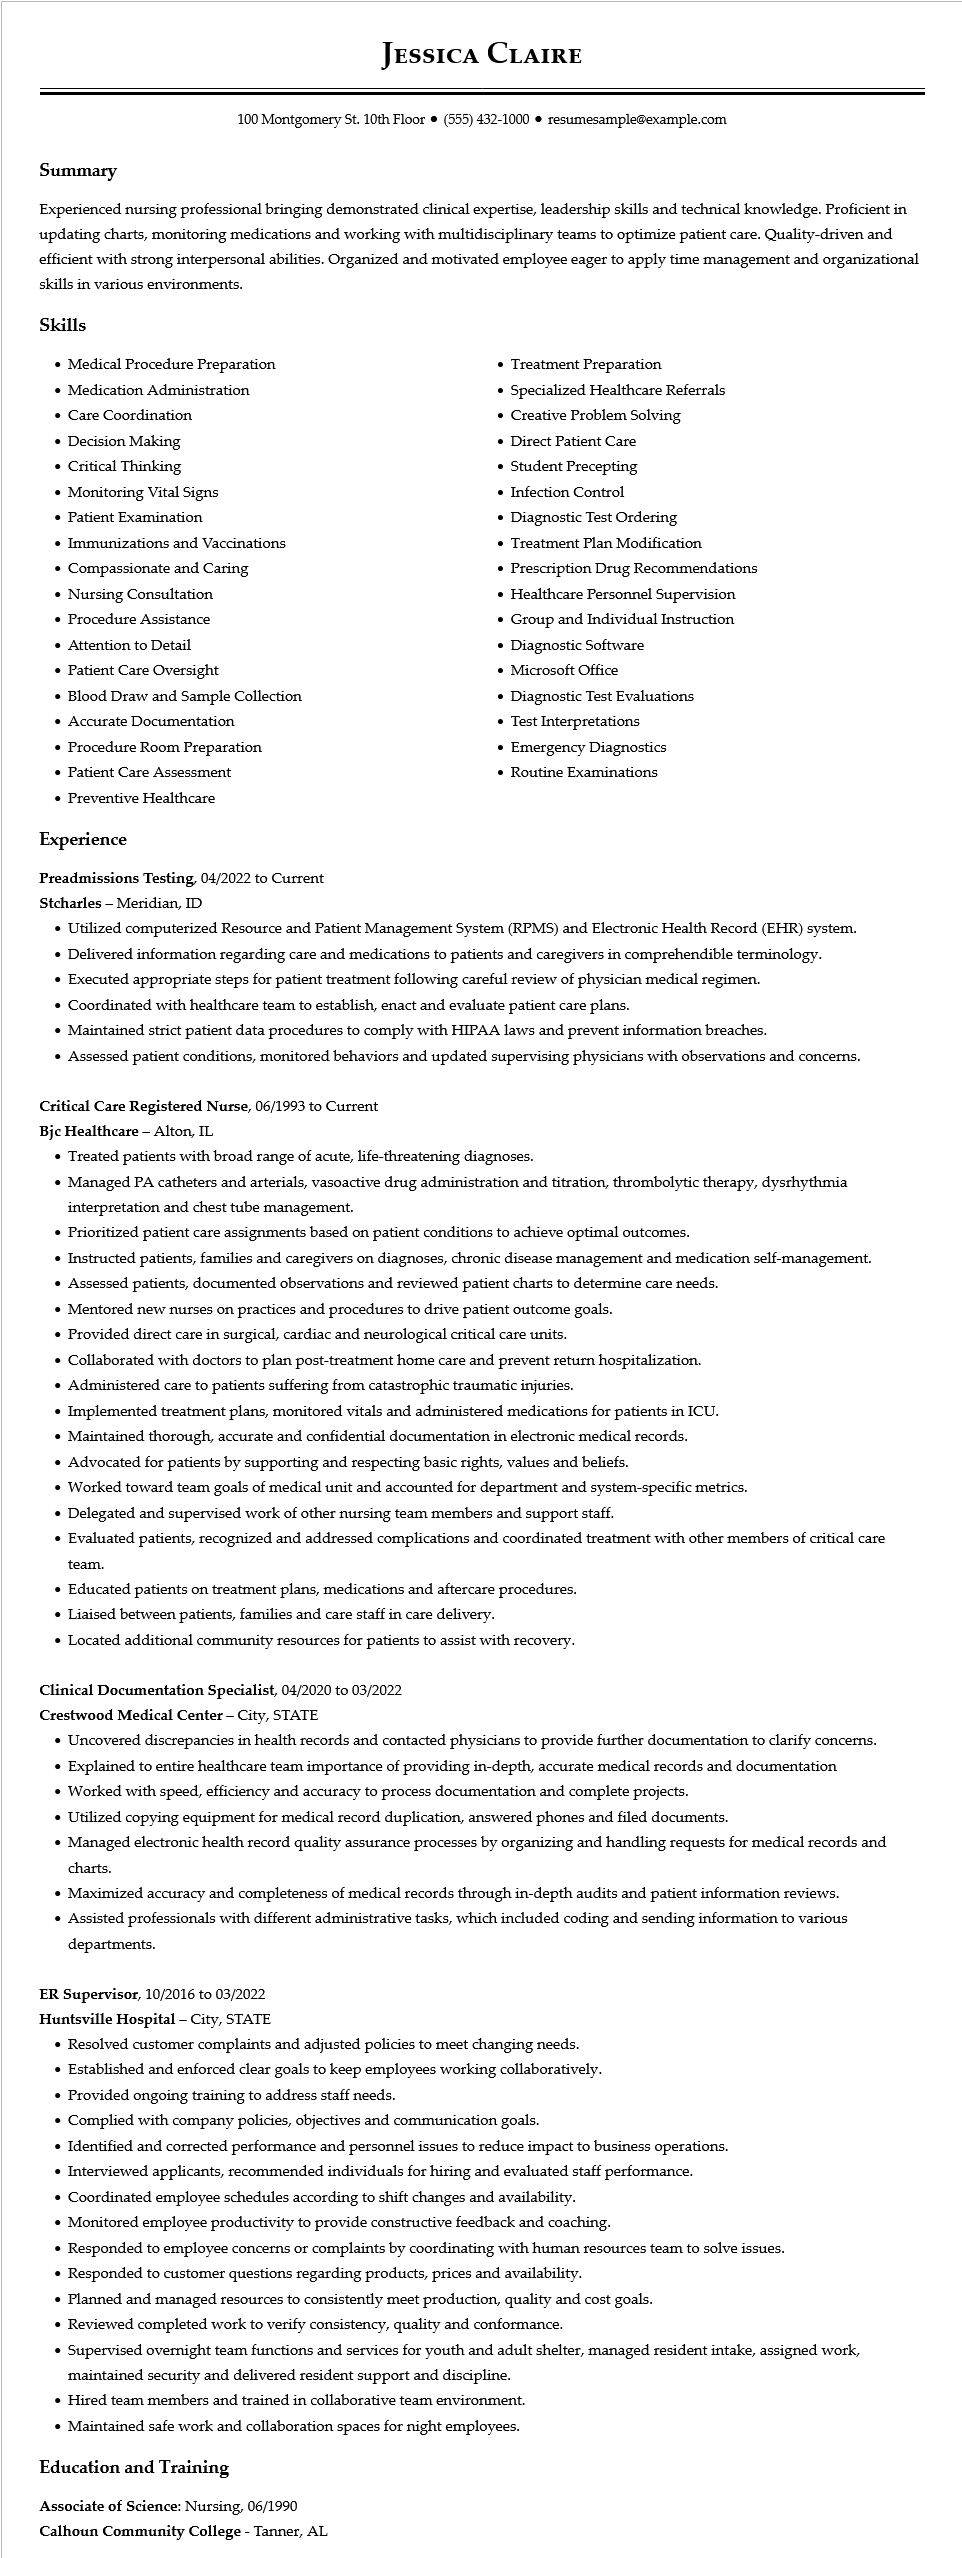 Jessica Claire
100 Montgomery St. 10th Floor ● (555) 432-1000 ● resumesample@example.com
Summary
Experienced nursing professional bringing demonstrated clinical expertise, leadership skills and technical knowledge. Proficient in
updating charts, monitoring medications and working with multidisciplinary teams to optimize patient care. Quality-driven and
efficient with strong interpersonal abilities. Organized and motivated employee eager to apply time management and organizational
skills in various environments.
Skills
• Medical Procedure Preparation
• Medication Administration
• Care Coordination
• Decision Making
• Critical Thinking
• Monitoring Vital Signs
• Patient Examination
• Immunizations and Vaccinations
• Compassionate and Caring
• Nursing Consultation
• Procedure Assistance
• Attention to Detail
• Patient Care Oversight
• Blood Draw and Sample Collection
• Accurate Documentation
• Procedure Room Preparation
• Patient Care Assessment
• Preventive Healthcare
• Treatment Preparation
• Specialized Healthcare Referrals
• Creative Problem Solving
• Direct Patient Care
• Student Precepting
• Infection Control
• Diagnostic Test Ordering
• Treatment Plan Modification
• Prescription Drug Recommendations
• Healthcare Personnel Supervision
• Group and Individual Instruction
• Diagnostic Software
• Microsoft Office
• Diagnostic Test Evaluations
• Test Interpretations
• Emergency Diagnostics
• Routine Examinations
Experience
Preadmissions Testing, 04/2022 to Current
Stcharles – Meridian, ID
• Utilized computerized Resource and Patient Management System (RPMS) and Electronic Health Record (EHR) system.
• Delivered information regarding care and medications to patients and caregivers in comprehendible terminology.
• Executed appropriate steps for patient treatment following careful review of physician medical regimen.
• Coordinated with healthcare team to establish, enact and evaluate patient care plans.
• Maintained strict patient data procedures to comply with HIPAA laws and prevent information breaches.
• Assessed patient conditions, monitored behaviors and updated supervising physicians with observations and concerns.
Critical Care Registered Nurse, 06/1993 to Current
Bjc Healthcare – Alton, IL
• Treated patients with broad range of acute, life-threatening diagnoses.
• Managed PA catheters and arterials, vasoactive drug administration and titration, thrombolytic therapy, dysrhythmia
interpretation and chest tube management.
• Prioritized patient care assignments based on patient conditions to achieve optimal outcomes.
• Instructed patients, families and caregivers on diagnoses, chronic disease management and medication self-management.
• Assessed patients, documented observations and reviewed patient charts to determine care needs.
• Mentored new nurses on practices and procedures to drive patient outcome goals.
• Provided direct care in surgical, cardiac and neurological critical care units.
• Collaborated with doctors to plan post-treatment home care and prevent return hospitalization.
• Administered care to patients suffering from catastrophic traumatic injuries.
• Implemented treatment plans, monitored vitals and administered medications for patients in ICU.
• Maintained thorough, accurate and confidential documentation in electronic medical records.
• Advocated for patients by supporting and respecting basic rights, values and beliefs.
• Worked toward team goals of medical unit and accounted for department and system-specific metrics.
• Delegated and supervised work of other nursing team members and support staff.
• Evaluated patients, recognized and addressed complications and coordinated treatment with other members of critical care
team.
• Educated patients on treatment plans, medications and aftercare procedures.
• Liaised between patients, families and care staff in care delivery.
• Located additional community resources for patients to assist with recovery.
Clinical Documentation Specialist, 04/2020 to 03/2022
Crestwood Medical Center – City, STATE
• Uncovered discrepancies in health records and contacted physicians to provide further documentation to clarify concerns.
• Explained to entire healthcare team importance of providing in-depth, accurate medical records and documentation
• Worked with speed, efficiency and accuracy to process documentation and complete projects.
• Utilized copying equipment for medical record duplication, answered phones and filed documents.
• Managed electronic health record quality assurance processes by organizing and handling requests for medical records and
charts.
• Maximized accuracy and completeness of medical records through in-depth audits and patient information reviews.
• Assisted professionals with different administrative tasks, which included coding and sending information to various
departments.
ER Supervisor, 10/2016 to 03/2022
Huntsville Hospital – City, STATE
• Resolved customer complaints and adjusted policies to meet changing needs.
• Established and enforced clear goals to keep employees working collaboratively.
• Provided ongoing training to address staff needs.
• Complied with company policies, objectives and communication goals.
• Identified and corrected performance and personnel issues to reduce impact to business operations.
• Interviewed applicants, recommended individuals for hiring and evaluated staff performance.
• Coordinated employee schedules according to shift changes and availability.
• Monitored employee productivity to provide constructive feedback and coaching.
• Responded to employee concerns or complaints by coordinating with human resources team to solve issues.
• Responded to customer questions regarding products, prices and availability.
• Planned and managed resources to consistently meet production, quality and cost goals.
• Reviewed completed work to verify consistency, quality and conformance.
• Supervised overnight team functions and services for youth and adult shelter, managed resident intake, assigned work,
maintained security and delivered resident support and discipline.
• Hired team members and trained in collaborative team environment.
• Maintained safe work and collaboration spaces for night employees.
Education and Training
Associate of Science: Nursing, 06/1990
Calhoun Community College - Tanner, AL